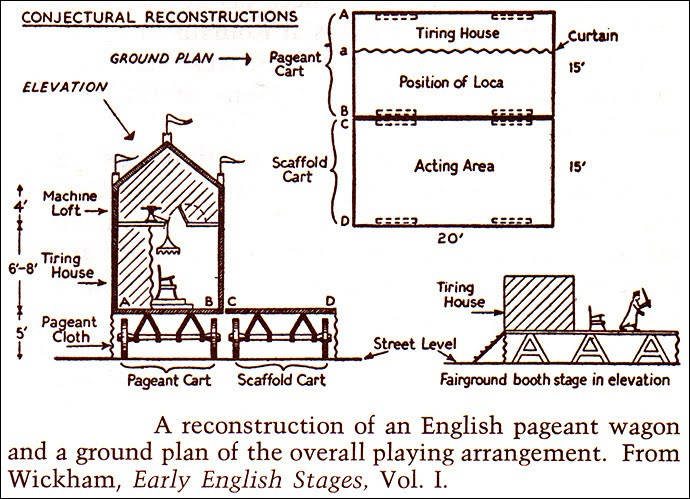 CONJECTURAL RECONSTRUCTIONS
GROUND PLAN
Pageant
Cart
A
a
B
Tiring House
Curtain
Position of Loca
15'
Scaffold
Cart
C
D
Acting Area
15'
20'
ELEVATION
4'
Machine
Loft
6'-8'
Tiring
House
A B C D
5'
Pageant
Cloth
Street Level
Pageant Cart Scaffold Cart
Tiring
House
Fairground booth stage in elevation
A reconstruction of an English pageant wagon
and a ground plan of the overall playing arrangement. From
Wickham, Early English Stages, Vol. I.